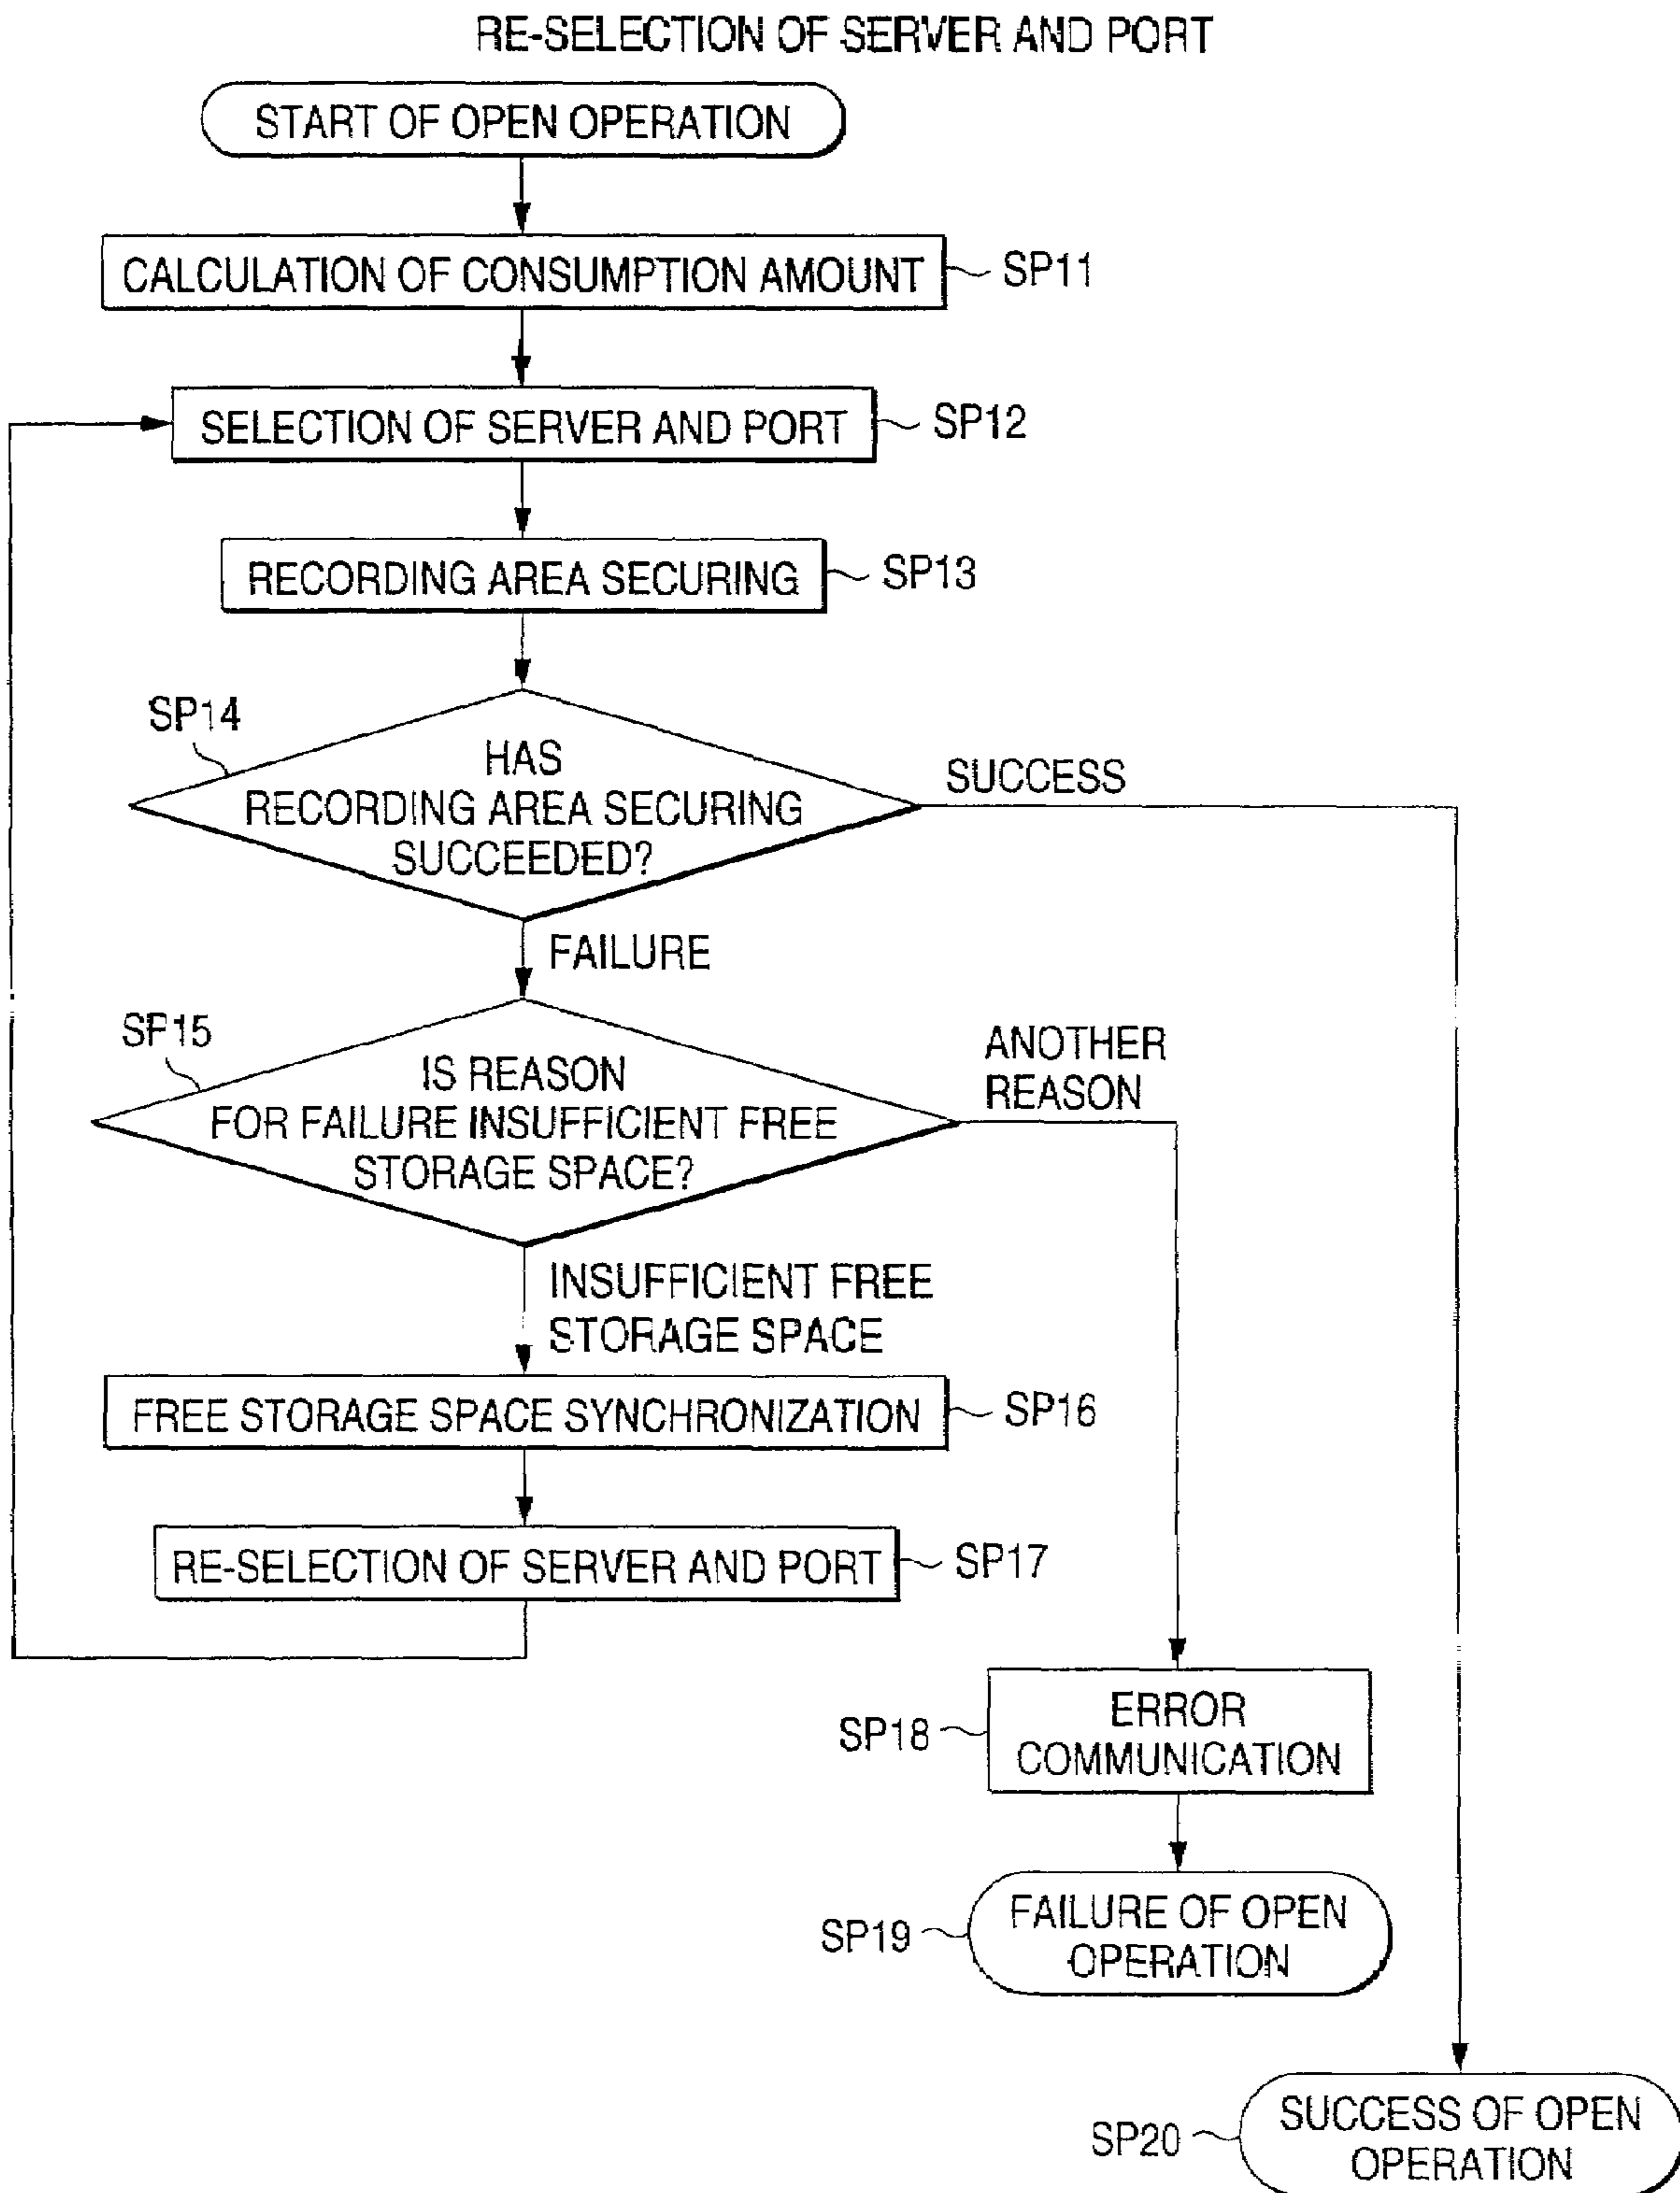 RE-SELECTION OF SERVER AND PORT
START OF OPEN OPERATION
CALCULATION OF CONSUMPTION AMOUNT
SP11
SELECTION OF SERVER AND PORT
SP12
RECORDING AREA SECURING
SP13
SP14
HAS
RECORDING AREA SECURING
SUCCEEDED?
SUCCESS
FAILURE
SP15
IS REASON
FOR FAILURE INSUFFICIENT FREE
STORAGE SPACE?
ANOTHER
REASON
INSUFFICIENT FREE
STORAGE SPACE
FREE STORAGE SPACE SYNCHRONIZATION
SP16
RE-SELECTION OF SERVER AND PORT
SP17
SP18
ERROR
COMMUNICATION
SP19
FAILURE OF OPEN
OPERATION
SP20
SUCCESS OF OPEN
OPERATION